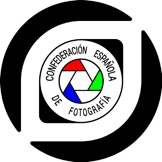 CONFEDERACIÓN ESPAÑOLA
DE FOTOGRAFÍA